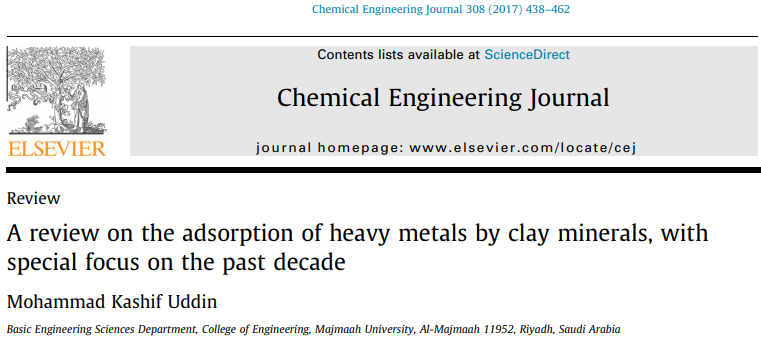 Chemical Engineering Journal 308 (2017) 438–462
Contents lists available at ScienceDirect
Chemical Engineering Journal
journal homepage: www.elsevier.com/locate/cej
ELSEVIER
Review
A review on the adsorption of heavy metals by clay minerals, with
special focus on the past decade
Mohammad Kashif Uddin
Basic Engineering Sciences Department, College of Engineering, Majmaah University, Al-Majmaah 11952, Riyadh, Saudi Arabia